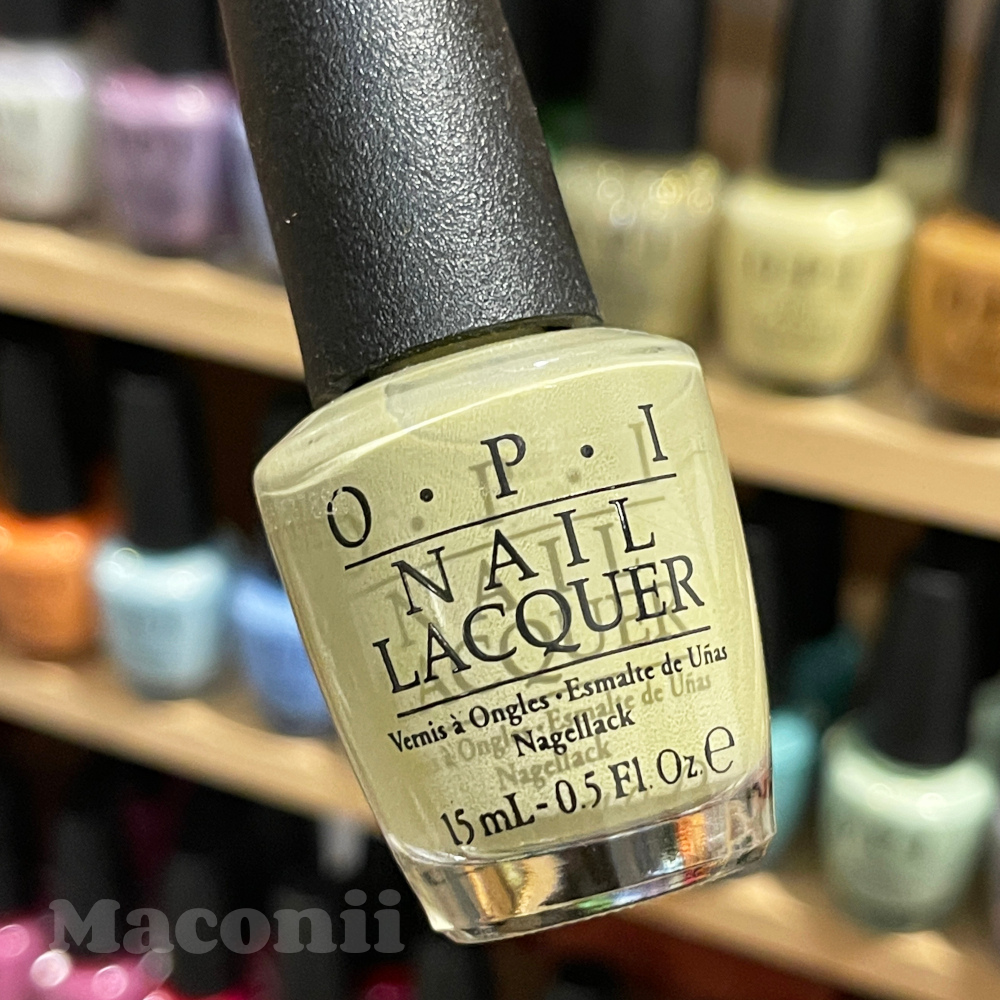 O · P · I
NAIL
LACQUER
Vernis à Ongles · Esmalte de Uñas
Nagellack
15 mL - 0.5 Fl. Oz. ℮
Maconii